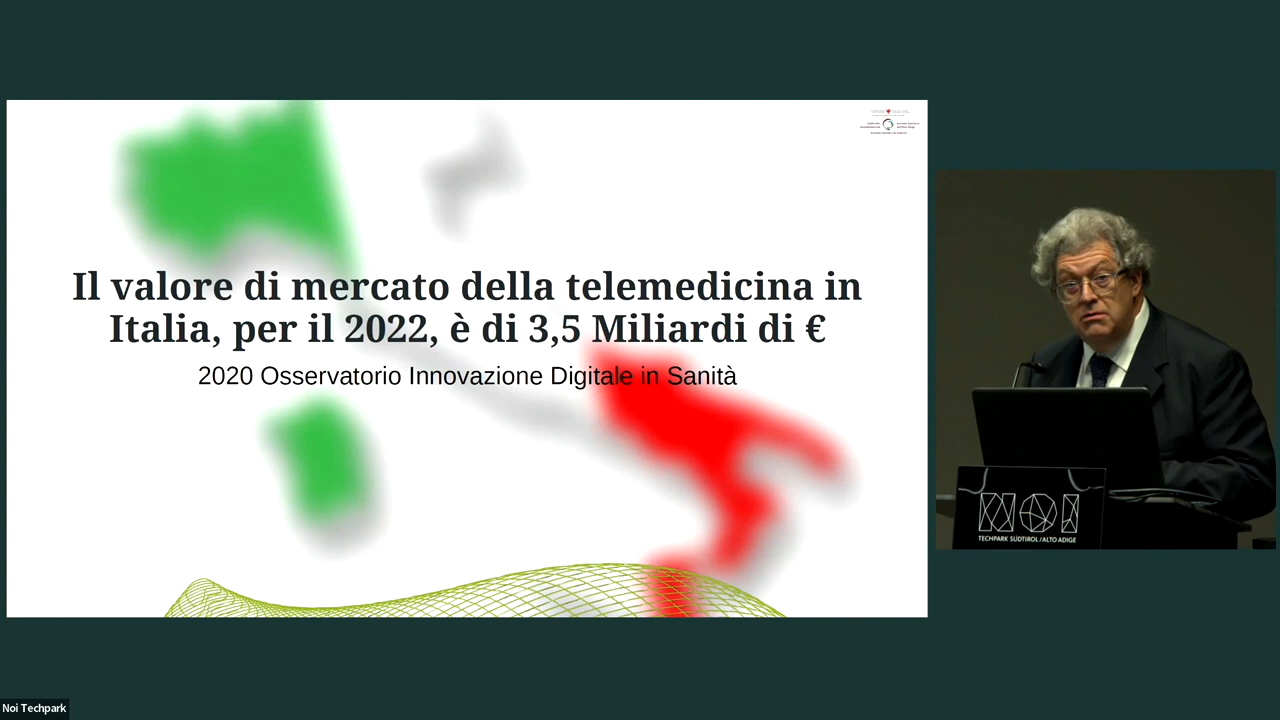 Il valore di mercato della telemedicina in
Italia, per il 2022, è di 3,5 Miliardi di €
2020 Osservatorio Innovazione Digitale in Sanità
NOI
TECHPARK SÜDTIROL / ALTO ADIGE
Noi Techpark